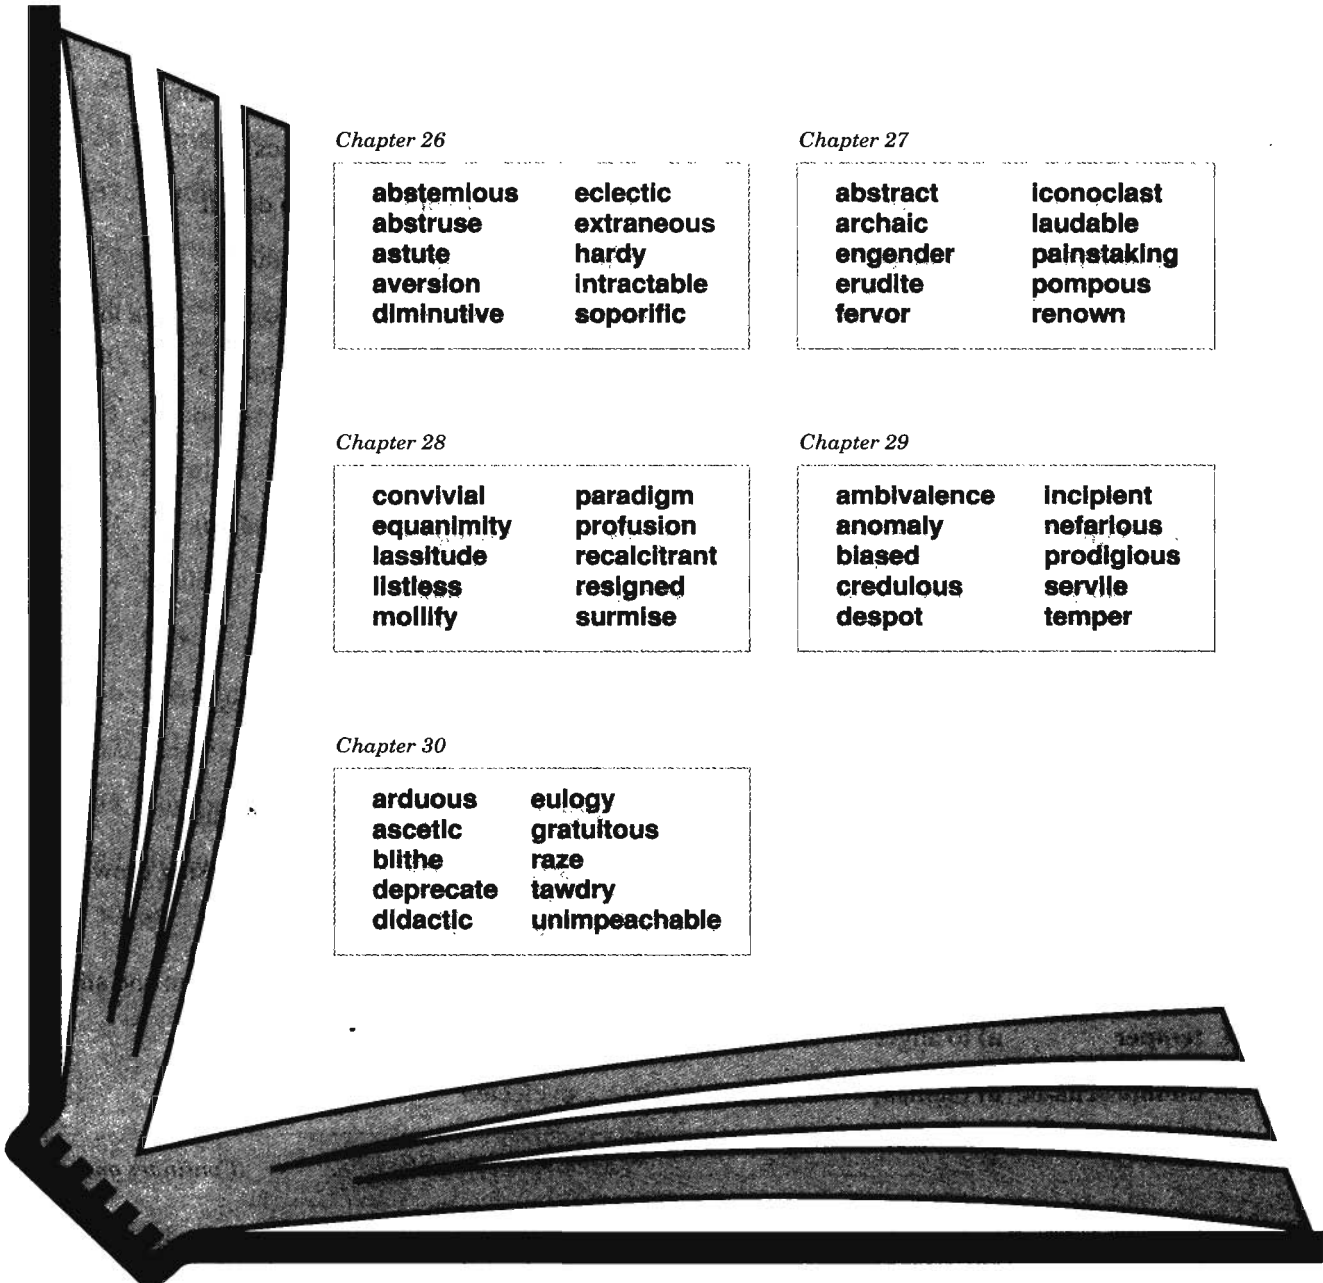 Chapter 26
abstemious eclectic
abstruse extraneous
astute hardy
aversion intractable
diminutive soporific
Chapter 27
abstract iconoclast
archaic laudable
engender painstaking
erudite pompous
fervor renown
Chapter 28
convivial paradigm
equanimity profusion
lassitude recalcitrant
listless resigned
mollify surmise
Chapter 29
ambivalence incipient
anomaly nefarious
biased prodigious
credulous servile
despot temper
Chapter 30
arduous eulogy
ascetic gratuitous
blithe raze
deprecate tawdry
didactic unimpeachable